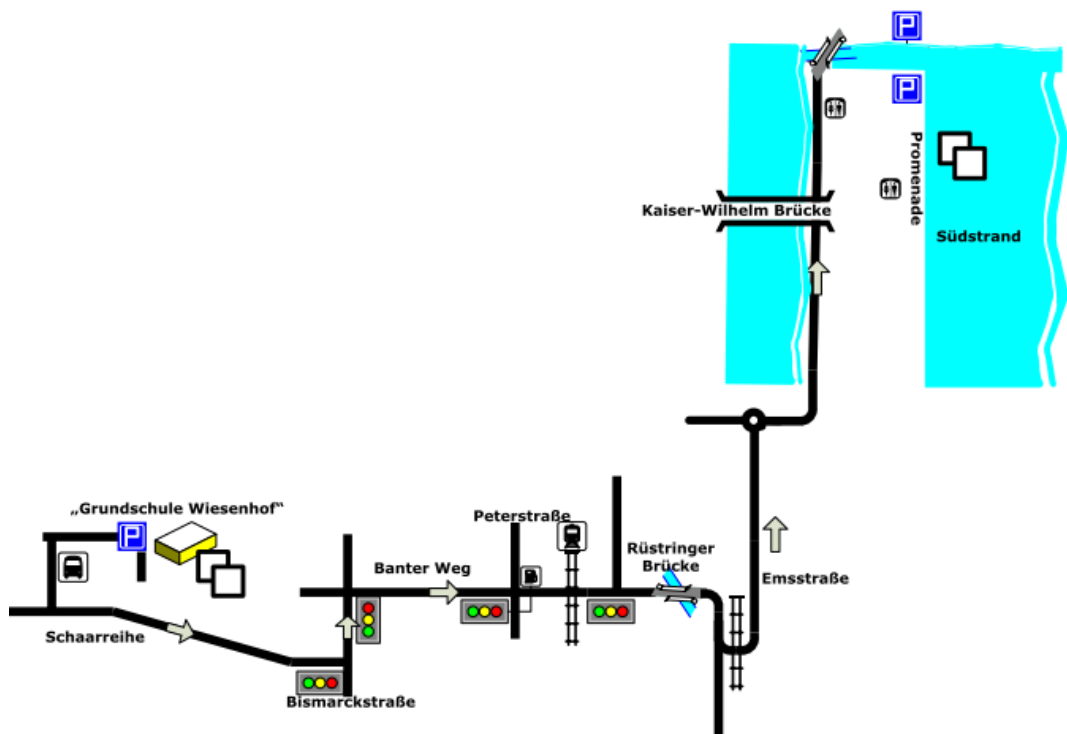 P
P
Promenade
Kaiser-Wilhelm Brücke
Südstrand
„Grundschule Wiesenhof“
P
Peterstraße
Rüstringer
Brücke
Banter Weg
Emsstraße
Schaarreihe
Bismarckstraße